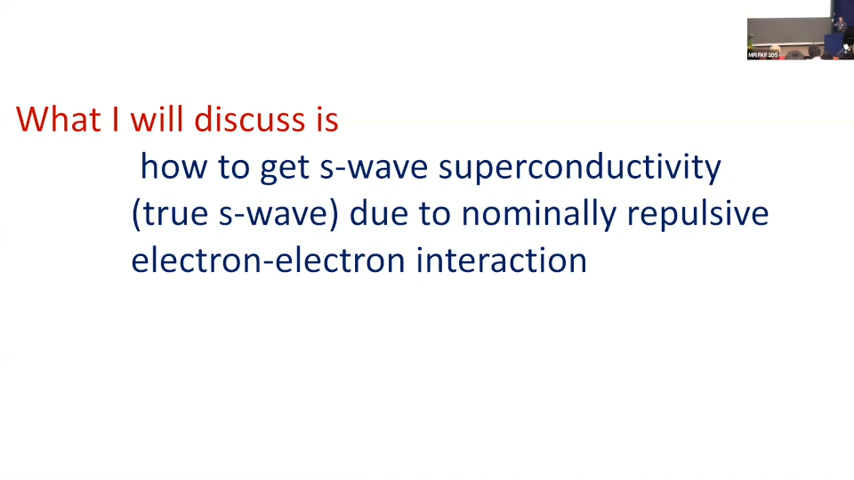 What I will discuss is
how to get s-wave superconductivity
(true s-wave) due to nominally repulsive
electron-electron interaction